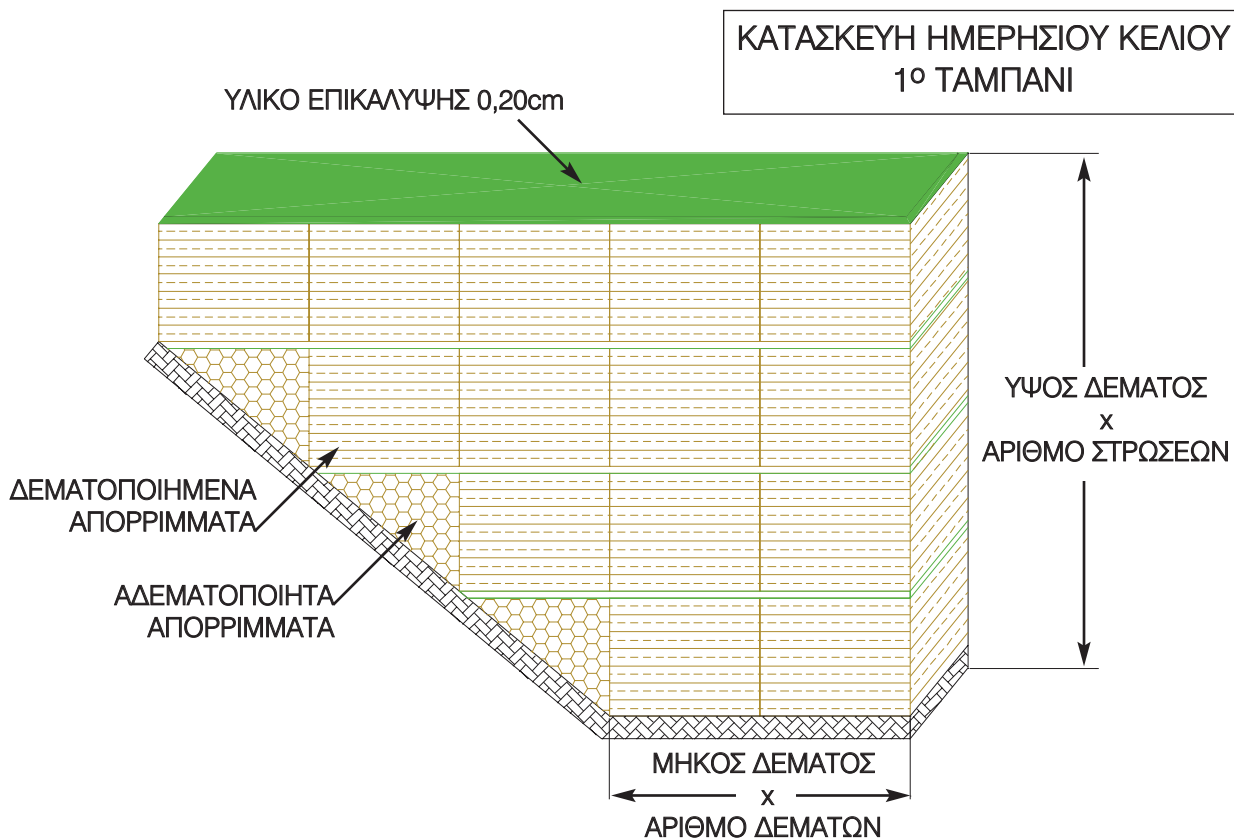 ΚΑΤΑΣΚΕΥΗ ΗΜΕΡΗΣΙΟΥ ΚΕΛΙΟΥ
1º ΤΑΜΠΑΝΙ
ΥΛΙΚΟ ΕΠΙΚΑΛΥΨΗΣ 0,20cm
ΥΨΟΣ ΔΕΜΑΤΟΣ
x
ΑΡΙΘΜΟ ΣΤΡΩΣΕΩΝ
ΔΕΜΑΤΟΠΟΙΗΜΕΝΑ
ΑΠΟΡΡΙΜΜΑΤΑ
ΑΔΕΜΑΤΟΠΟΙΗΤΑ
ΑΠΟΡΡΙΜΜΑΤΑ
ΜΗΚΟΣ ΔΕΜΑΤΟΣ
x
ΑΡΙΘΜΟ ΔΕΜΑΤΩΝ